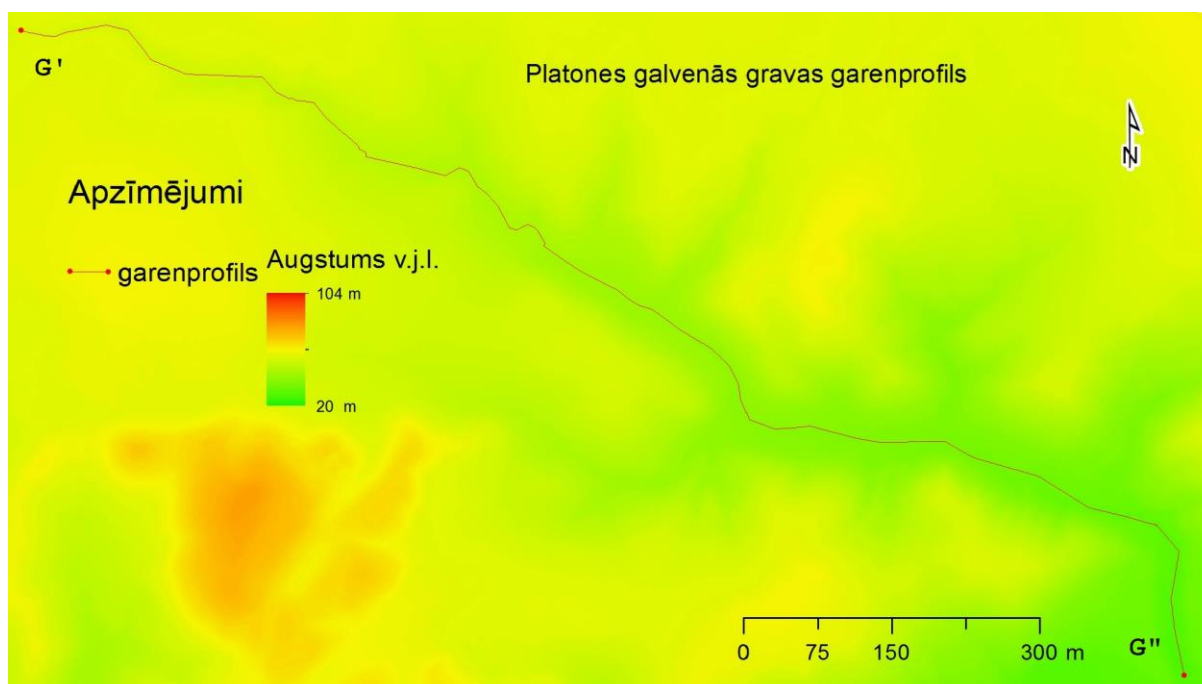 G'
Platones galvenās gravas garenprofils
N
Apzīmējumi
garenprofils
Augstums v.j.l.
104 m
20 m
0 75 150 300 m
G"